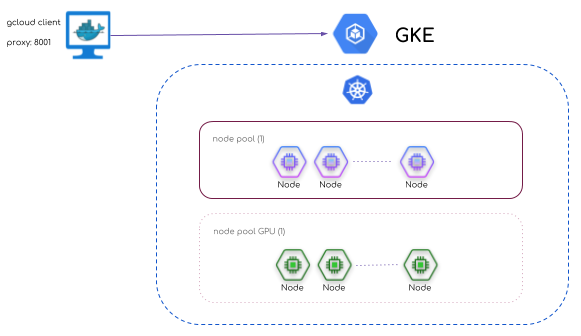 gcloud client
proxy: 8001
GKE
node pool (1)
Node
Node
Node
node pool GPU (1)
Node
Node
Node